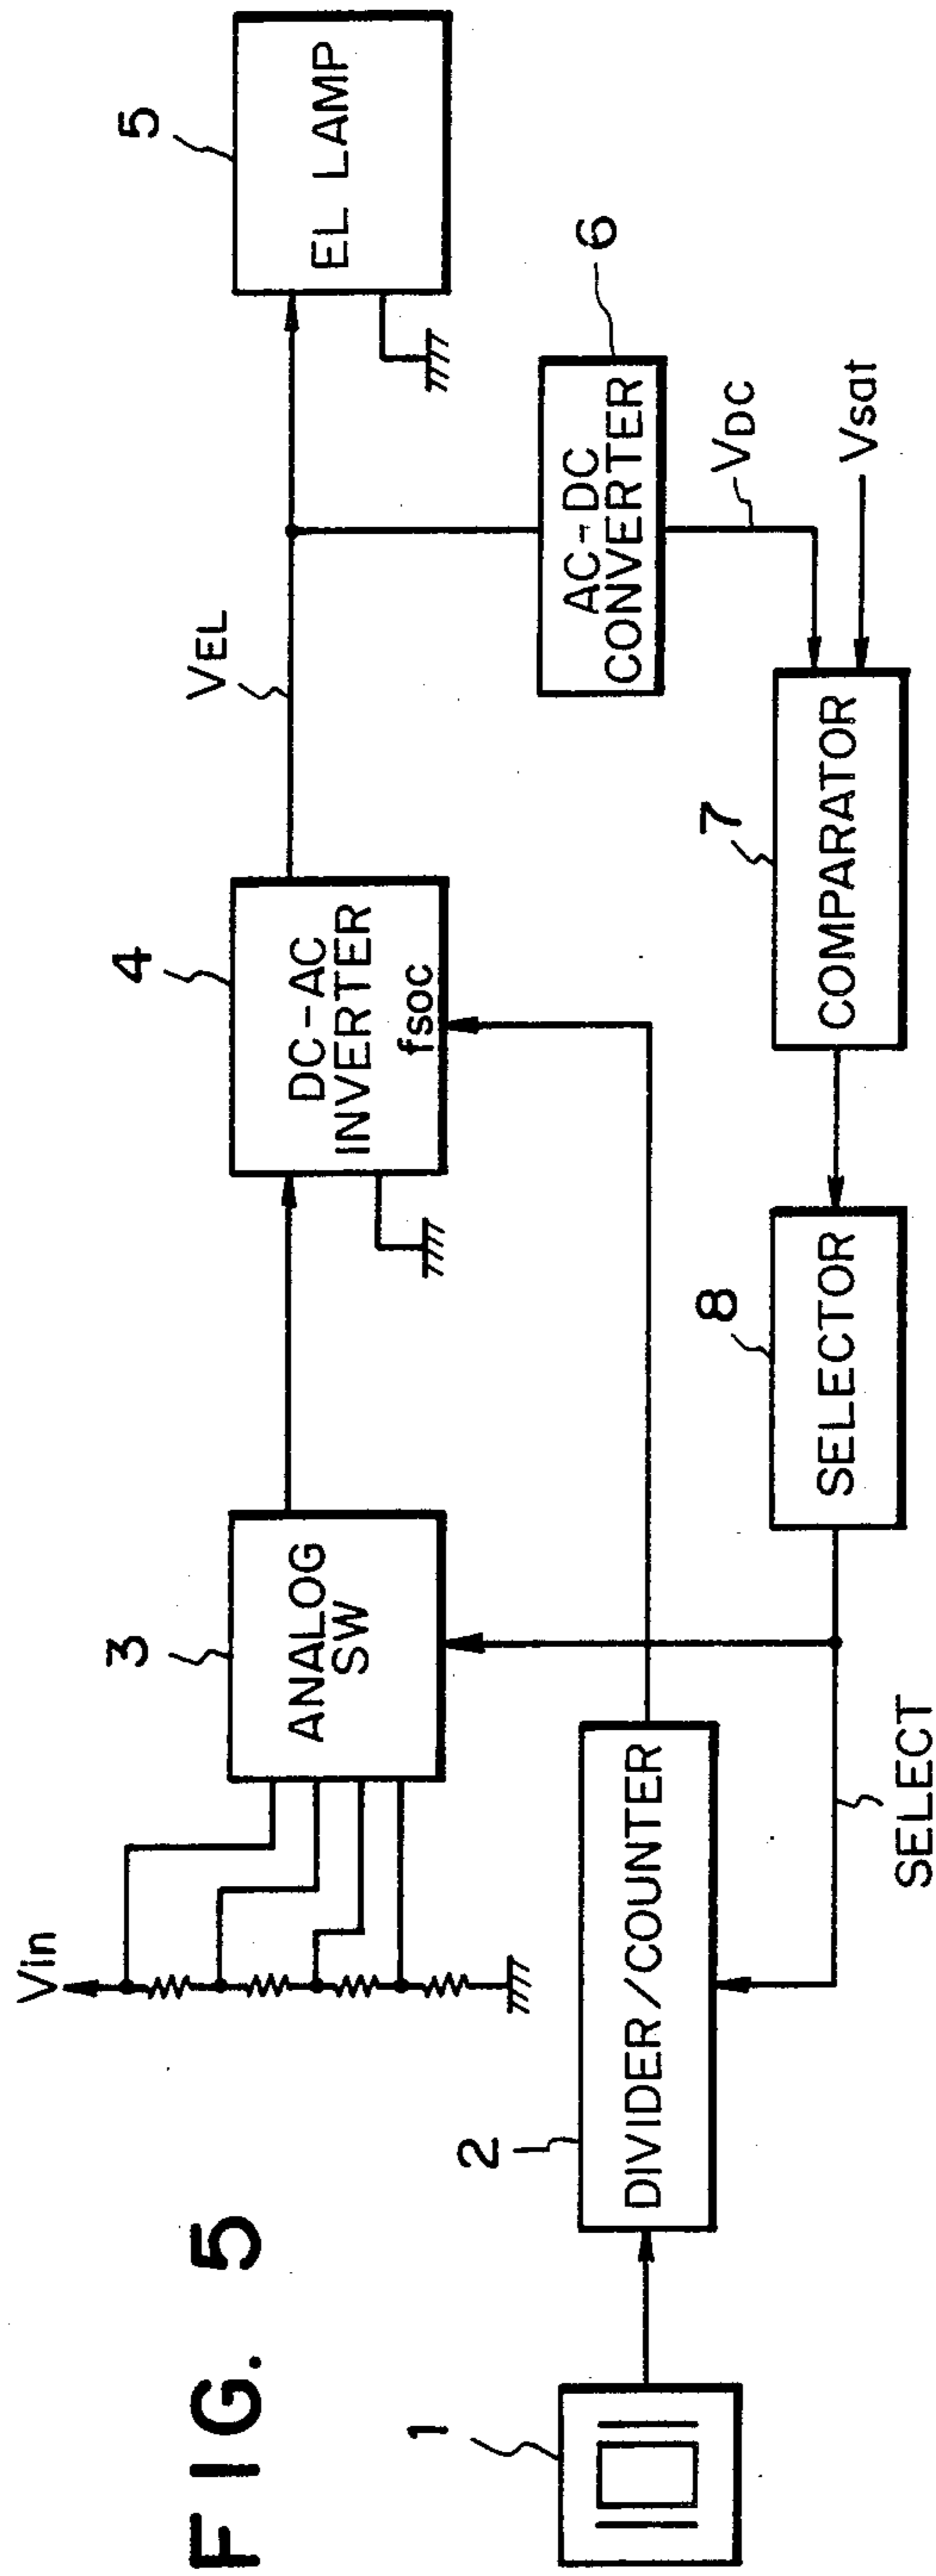 FIG. 5
Vin
3
ANALOG
SW
4
DC-AC
INVERTER
fsoc
VEL
5
EL LAMP
6
AC-DC
CONVERTER
VDC
Vsat
7
COMPARATOR
8
SELECTOR
SELECT
2
DIVIDER/COUNTER
1